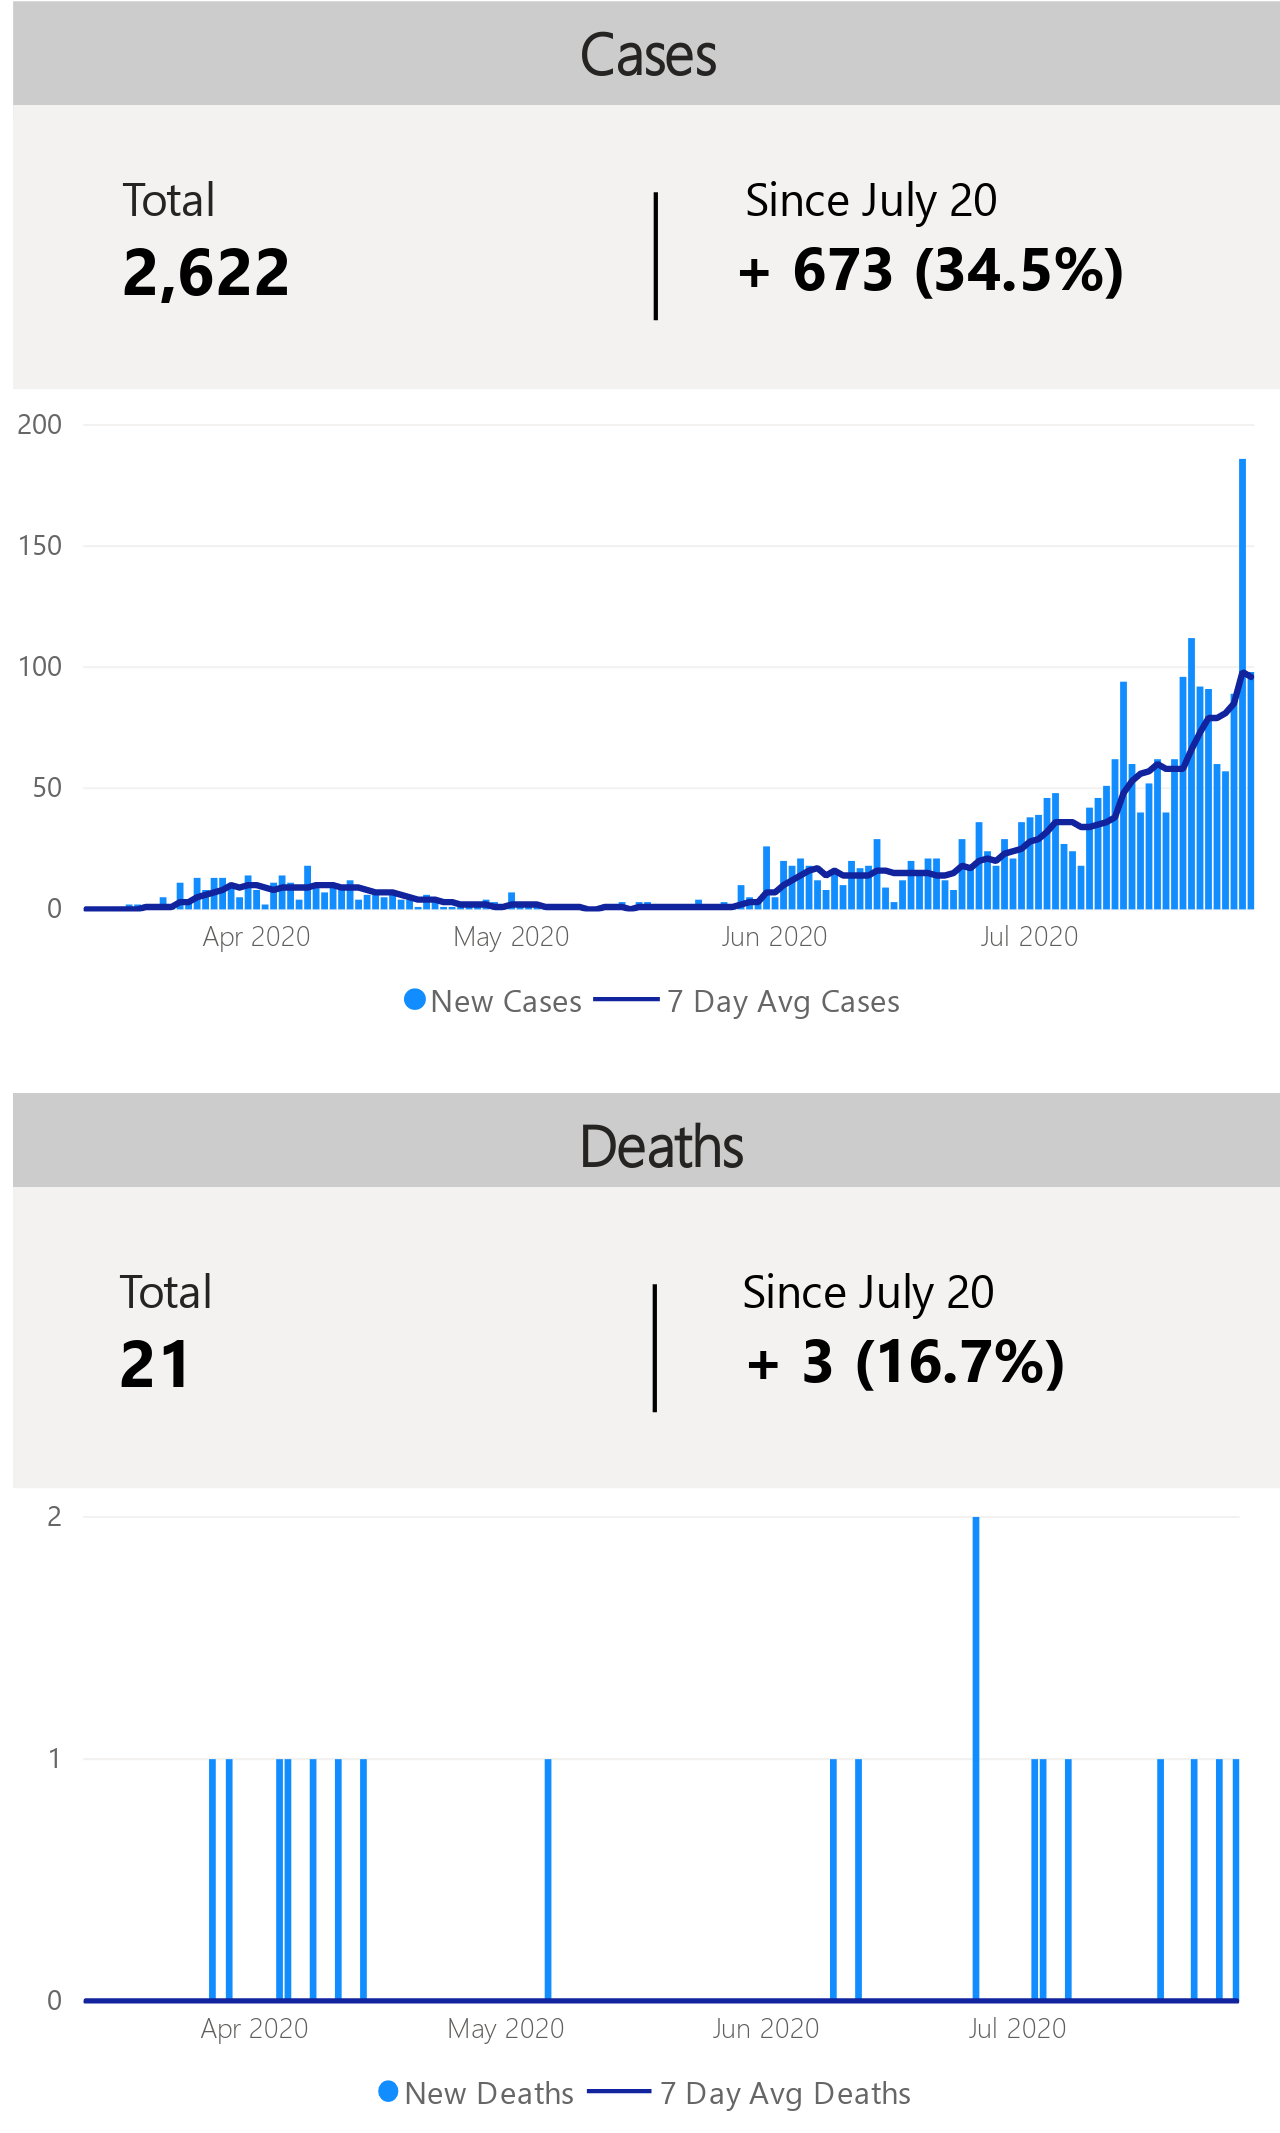 Cases
Total
Since July 20
2,622
+ 673 (34.5%)
200
150
100
50
0
Apr 2020
May 2020
Jun 2020
Jul 2020
New Cases
7 Day Avg Cases
Deaths
Total
Since July 20
21
+ 3 (16.7%)
2
1
0
Apr 2020
May 2020
Jun 2020
Jul 2020
New Deaths
7 Day Avg Deaths